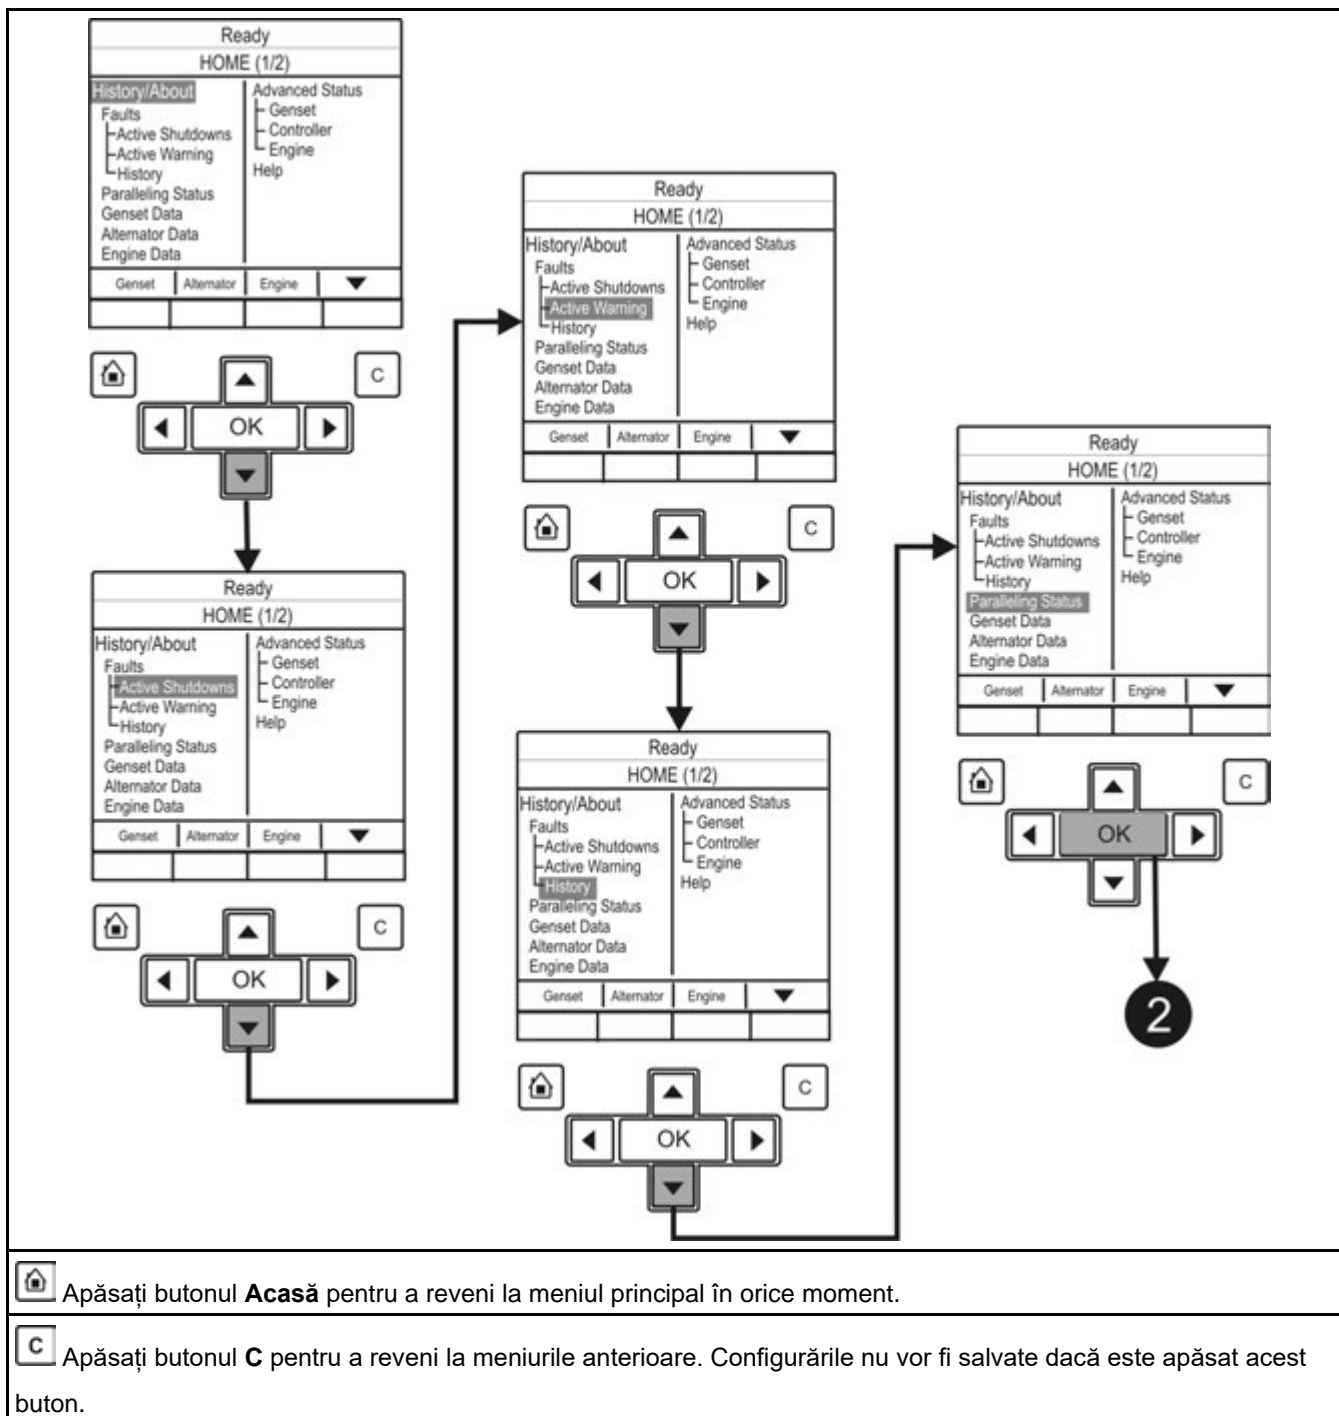 Ready
HOME (1/2)
History/About
Faults
Active Shutdowns
Active Warning
History
Paralleling Status
Genset Data
Alternator Data
Engine Data
Advanced Status
Genset
Controller
Engine
Help
Genset Alternator Engine
C
OK
Ready
HOME (1/2)
History/About
Faults
Active Shutdowns
Active Warning
History
Paralleling Status
Genset Data
Alternator Data
Engine Data
Advanced Status
Genset
Controller
Engine
Help
Genset Alternator Engine
C
OK
Ready
HOME (1/2)
History/About
Faults
Active Shutdowns
Active Warning
History
Paralleling Status
Genset Data
Alternator Data
Engine Data
Advanced Status
Genset
Controller
Engine
Help
Genset Alternator Engine
C
OK
Ready
HOME (1/2)
History/About
Faults
Active Shutdowns
Active Warning
History
Paralleling Status
Genset Data
Alternator Data
Engine Data
Advanced Status
Genset
Controller
Engine
Help
Genset Alternator Engine
C
OK
Ready
HOME (1/2)
History/About
Faults
Active Shutdowns
Active Warning
History
Paralleling Status
Genset Data
Alternator Data
Engine Data
Advanced Status
Genset
Controller
Engine
Help
Genset Alternator Engine
C
OK
2
Apăsați butonul Acasă pentru a reveni la meniul principal în orice moment.
C Apăsați butonul C pentru a reveni la meniurile anterioare. Configurările nu vor fi salvate dacă este apăsat acest
buton.